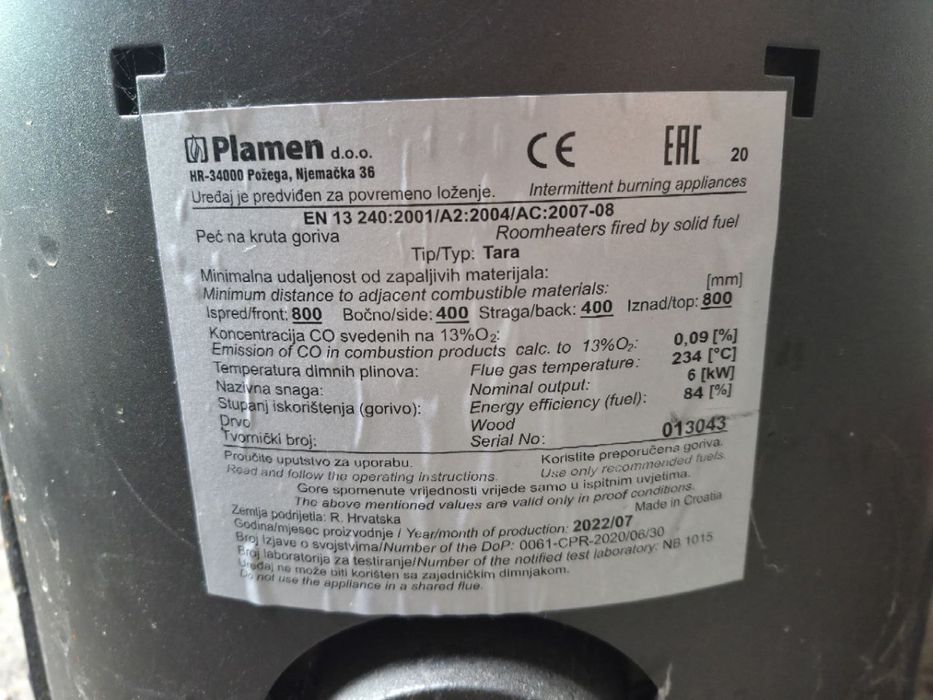 Plamen d.o.o.
HR-34000 Požega, Njemačka 36
CE EAC 20
Uređaj je predviđen za povremeno loženje. Intermittent burning appliances
EN 13 240:2001/A2:2004/AC:2007-08
Peć na kruta goriva Roomheaters fired by solid fuel
Tip/Typ: Tara
Minimalna udaljenost od zapaljivih materijala:
Minimum distance to adjacent combustible materials: [mm]
Ispred/front: 800 Bočno/side: 400 Straga/back: 400 Iznad/top: 800
Koncentracija CO svedenih na 13%O₂:
Emission of CO in combustion products calc. to 13%O₂: 0,09 [%]
Temperatura dimnih plinova: Flue gas temperature: 234 [°C]
Nazivna snaga: Nominal output: 6 [kW]
Stupanj iskorištenja (gorivo): Energy efficiency (fuel): 84 [%]
Drvo Wood
Tvornički broj: Serial No: 013043
Proučite uputstvo za uporabu. Koristite preporučena goriva.
Read and follow the operating instructions. Use only recommended fuels.
Gore spomenute vrijednosti vrijede samo u ispitnim uvjetima.
The above mentioned values are valid only in proof conditions.
Zemlja podrijetla: R. Hrvatska Made in Croatia
Godina/mjesec proizvodnje / Year/month of production: 2022/07
Broj Izjave o svojstvima/Number of the DoP: 0061-CPR-2020/06/30
Broj laboratorija za testiranje/Number of the notified test laboratory: NB 1015
Uređaj ne može biti korišten sa zajedničkim dimnjakom.
Do not use the appliance in a shared flue.